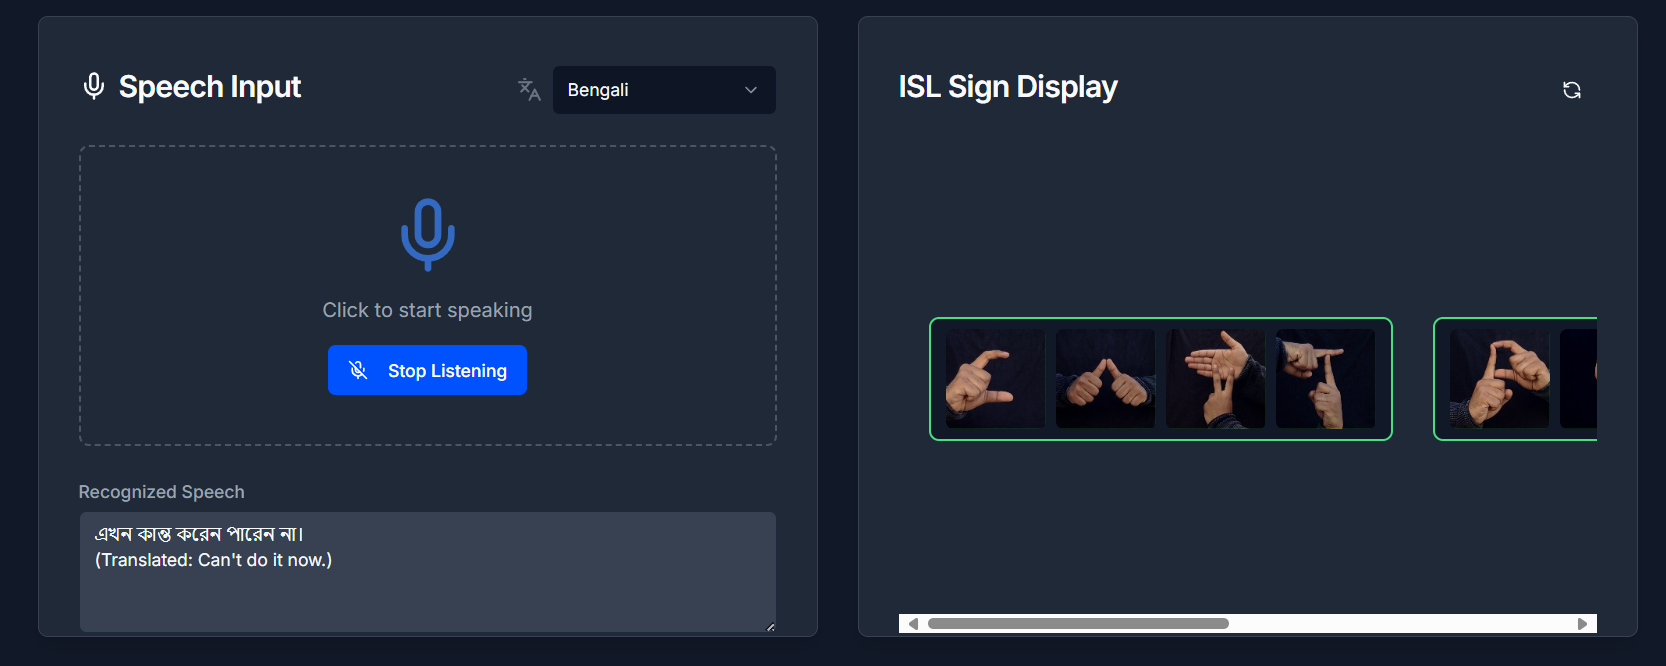 Speech Input
Bengali
Click to start speaking
Stop Listening
Recognized Speech
এখন কান্ত করেন পারেন না।
(Translated: Can't do it now.)
ISL Sign Display